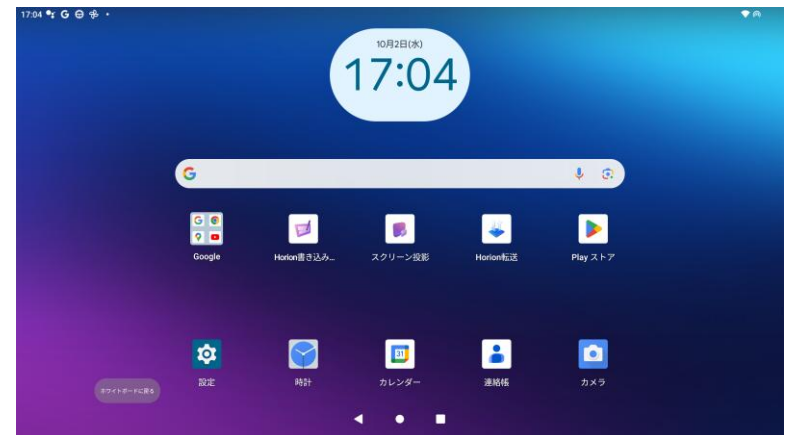 17:04
10月2日(水)
17:04
Google
Horion書き込み...
スクリーン投影
Horion転送
Play ストア
31
設定
時計
カレンダー
連絡帳
カメラ
ホワイトボードに戻る